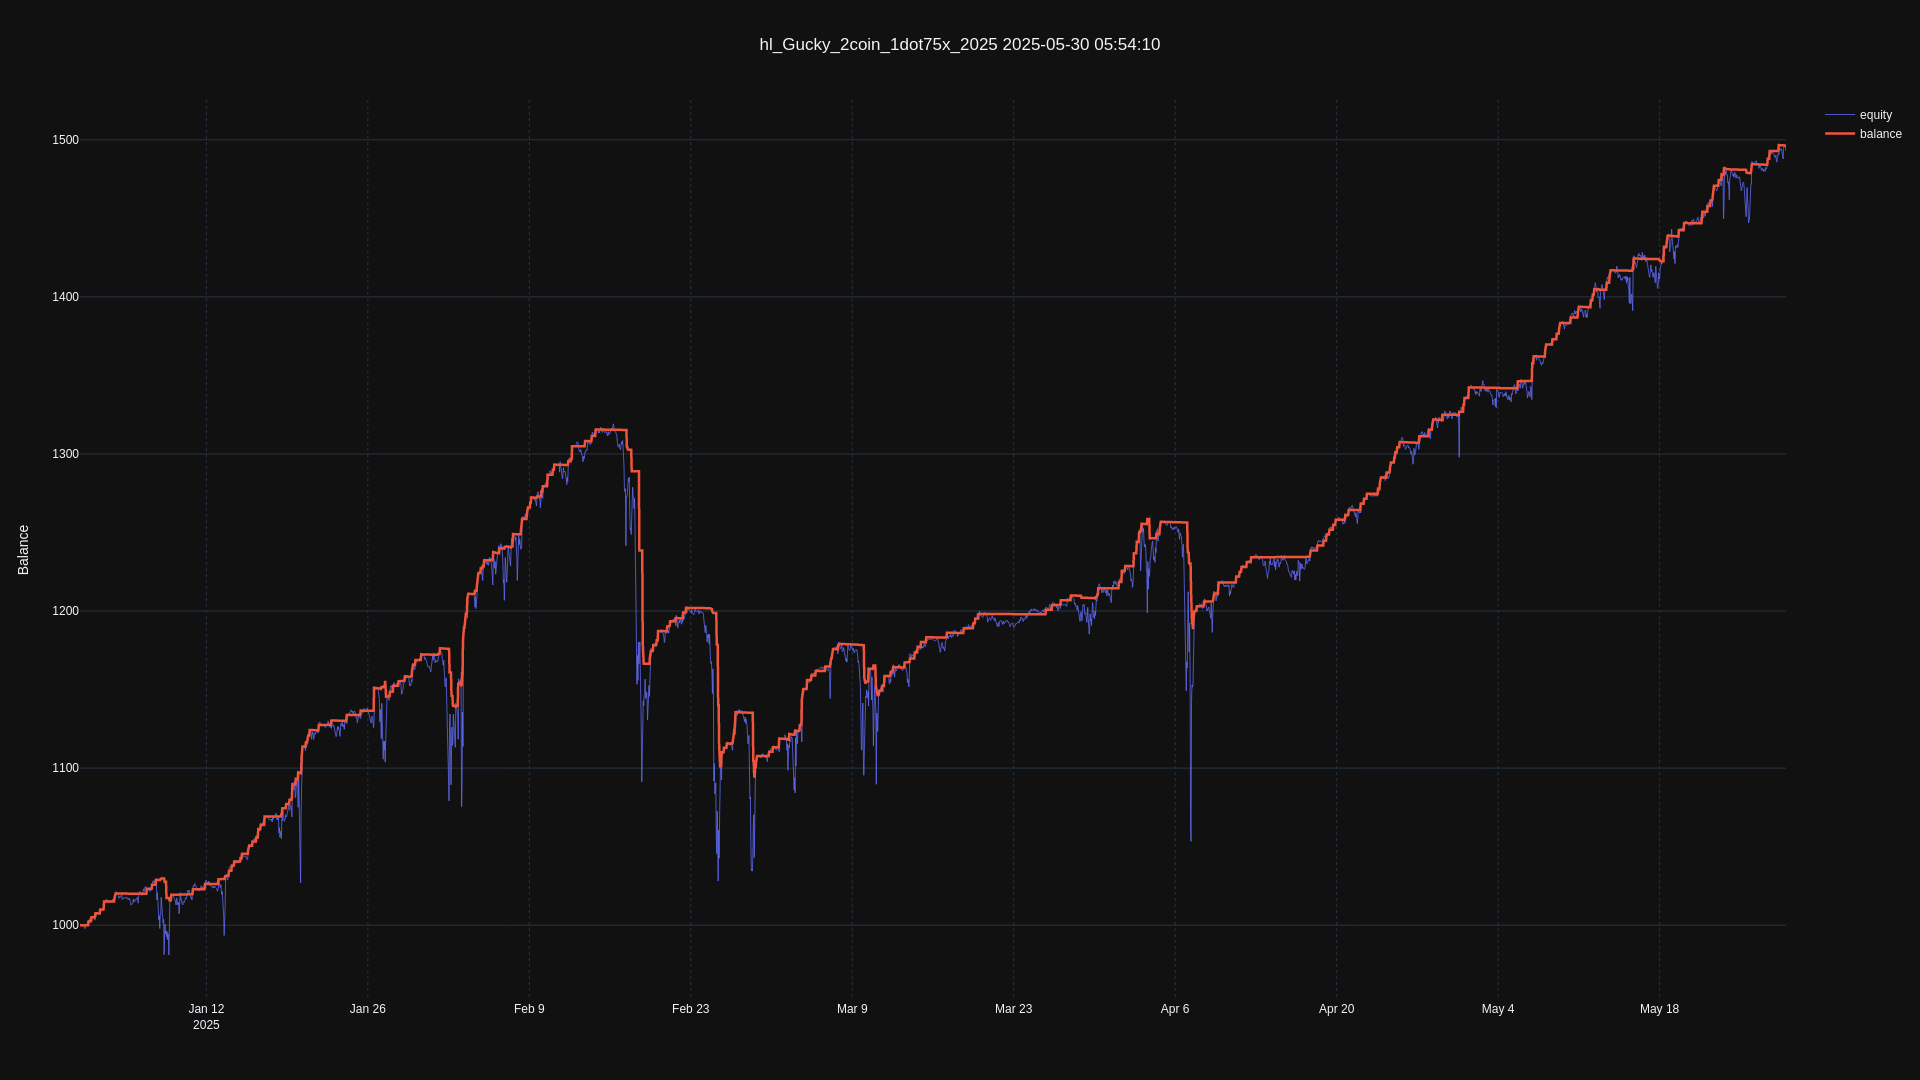 hl_Gucky_2coin_1dot75x_2025 2025-05-30 05:54:10
equity
balance
Balance
1500
1400
1300
1200
1100
1000
Jan 12
2025
Jan 26
Feb 9
Feb 23
Mar 9
Mar 23
Apr 6
Apr 20
May 4
May 18